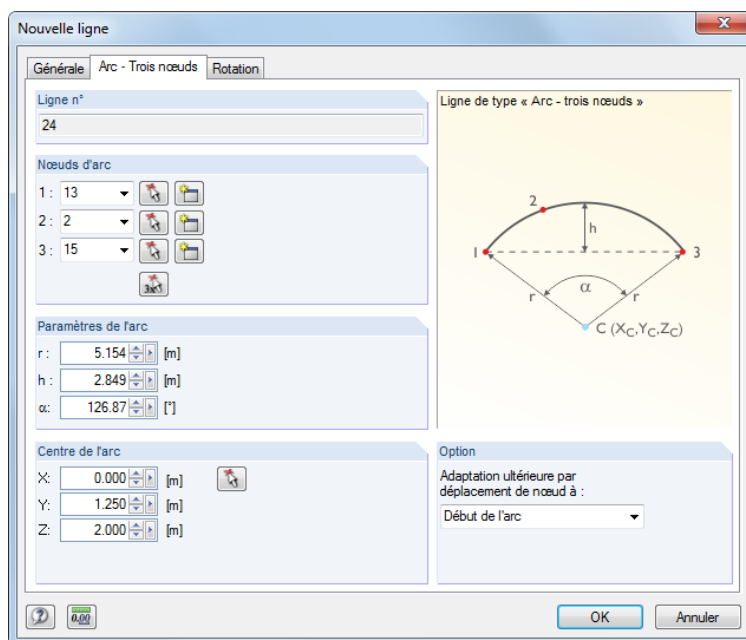 Nouvelle ligne
Générale
Arc - Trois nœuds
Rotation
Ligne n°
24
Nœuds d'arc
1 : 13
2 : 2
3 : 15
3x
Paramètres de l'arc
r : 5.154 [m]
h : 2.849 [m]
α: 126.87 [°]
Centre de l'arc
X: 0.000 [m]
Y: 1.250 [m]
Z: 2.000 [m]
Ligne de type « Arc - trois nœuds »
2
h
1 3
α
r r
C (XC,YC,ZC)
Option
Adaptation ultérieure par
déplacement de nœud à :
Début de l'arc
0.00
OK
Annuler